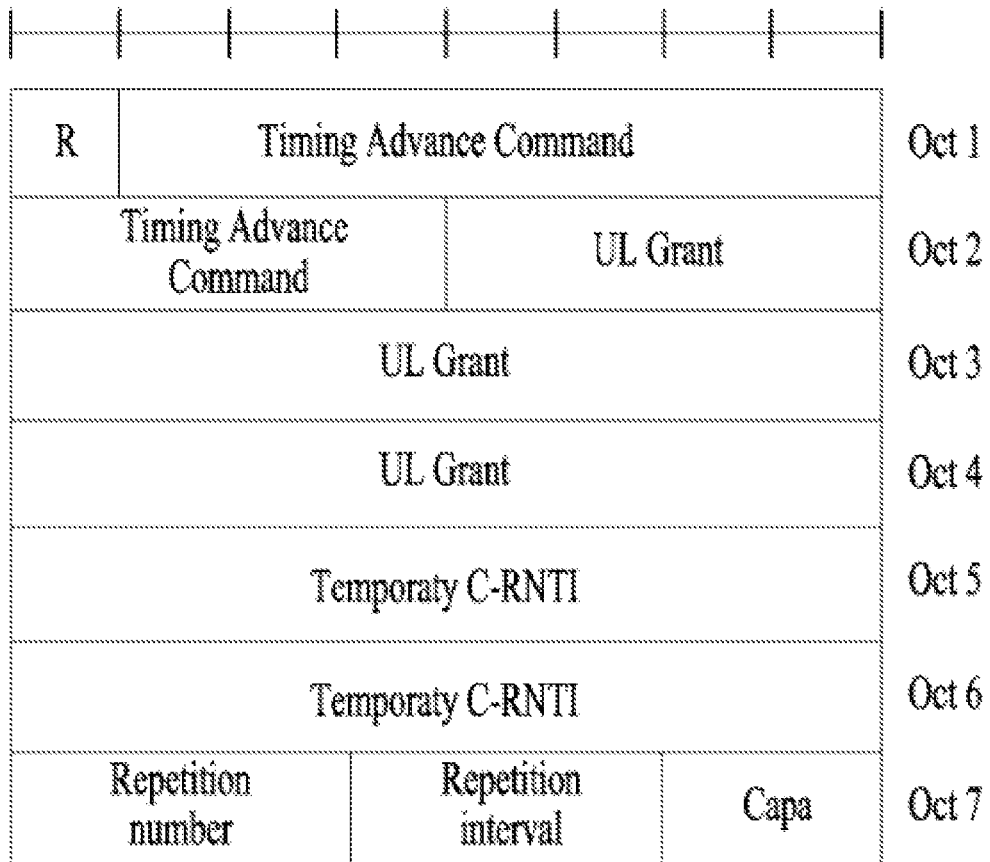 R Timing Advance Command Oct 1
Timing Advance
Command
UL Grant Oct 2
UL Grant Oct 3
UL Grant Oct 4
Temporaty C-RNTI Oct 5
Temporaty C-RNTI Oct 6
Repetition
number
Repetition
interval
Capa Oct 7